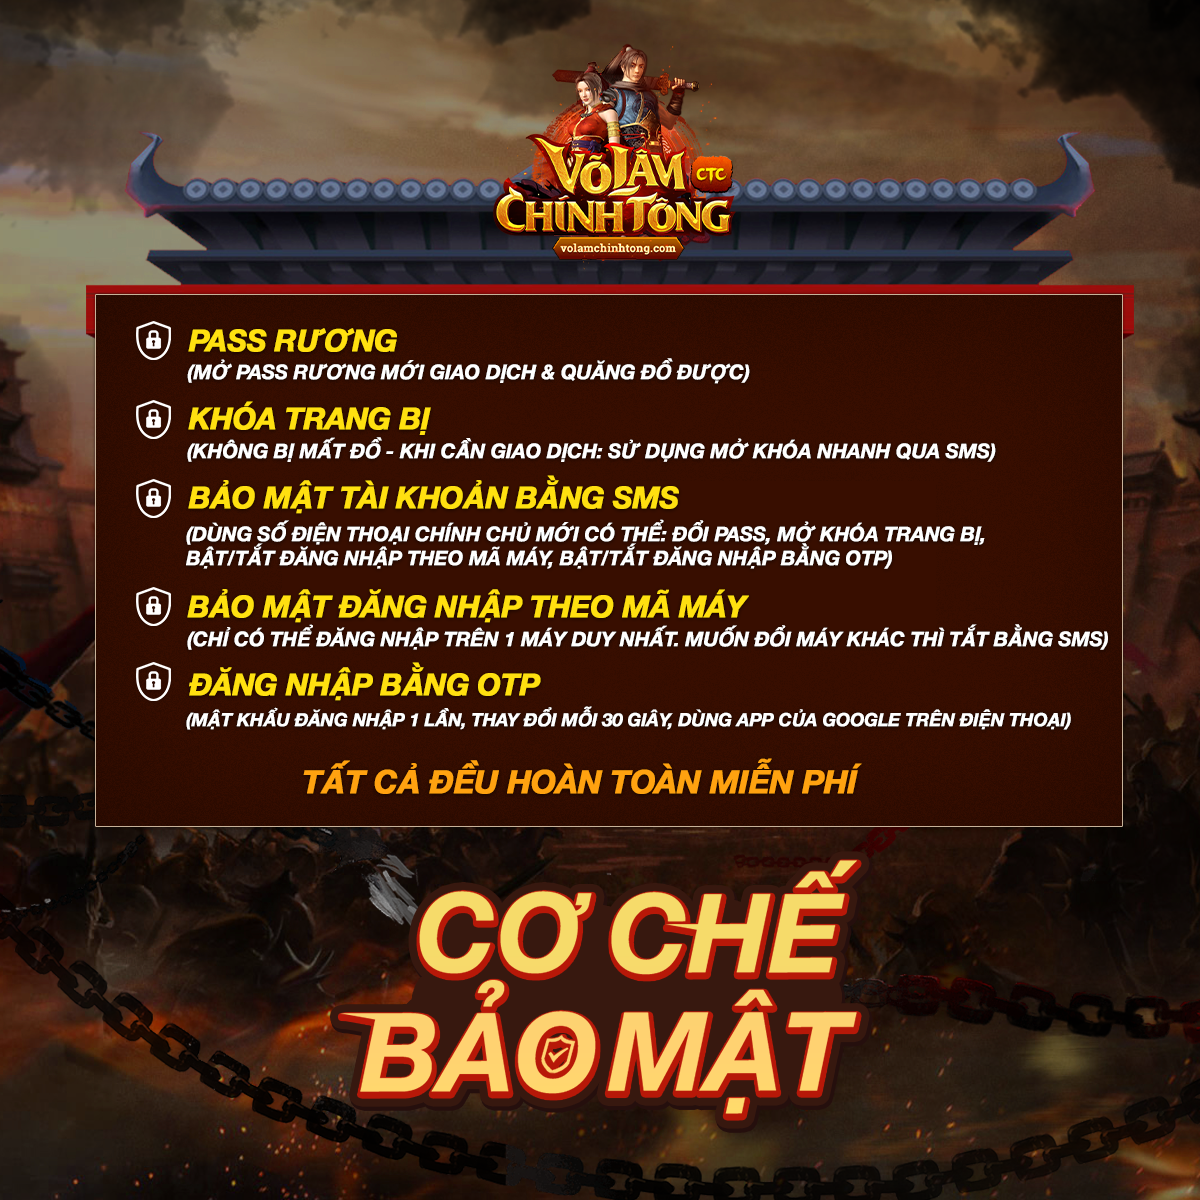 VÕ LÂM CTC
CHÍNH TÔNG
volamchinhtong.com
PASS RƯƠNG
(MỞ PASS RƯƠNG MỚI GIAO DỊCH & QUĂNG ĐỒ ĐƯỢC)
KHÓA TRANG BỊ
(KHÔNG BỊ MẤT ĐỒ - KHI CẦN GIAO DỊCH: SỬ DỤNG MỞ KHÓA NHANH QUA SMS)
BẢO MẬT TÀI KHOẢN BẰNG SMS
(DÙNG SỐ ĐIỆN THOẠI CHÍNH CHỦ MỚI CÓ THỂ: ĐỔI PASS, MỞ KHÓA TRANG BỊ,
BẬT/TẮT ĐĂNG NHẬP THEO MÃ MÁY, BẬT/TẮT ĐĂNG NHẬP BẰNG OTP)
BẢO MẬT ĐĂNG NHẬP THEO MÃ MÁY
(CHỈ CÓ THỂ ĐĂNG NHẬP TRÊN 1 MÁY DUY NHẤT. MUỐN ĐỔI MÁY KHÁC THÌ TẮT BẰNG SMS)
ĐĂNG NHẬP BẰNG OTP
(MẬT KHẨU ĐĂNG NHẬP 1 LẦN, THAY ĐỔI MỖI 30 GIÂY, DÙNG APP CỦA GOOGLE TRÊN ĐIỆN THOẠI)
TẤT CẢ ĐỀU HOÀN TOÀN MIỄN PHÍ
CƠ CHẾ
BẢO MẬT